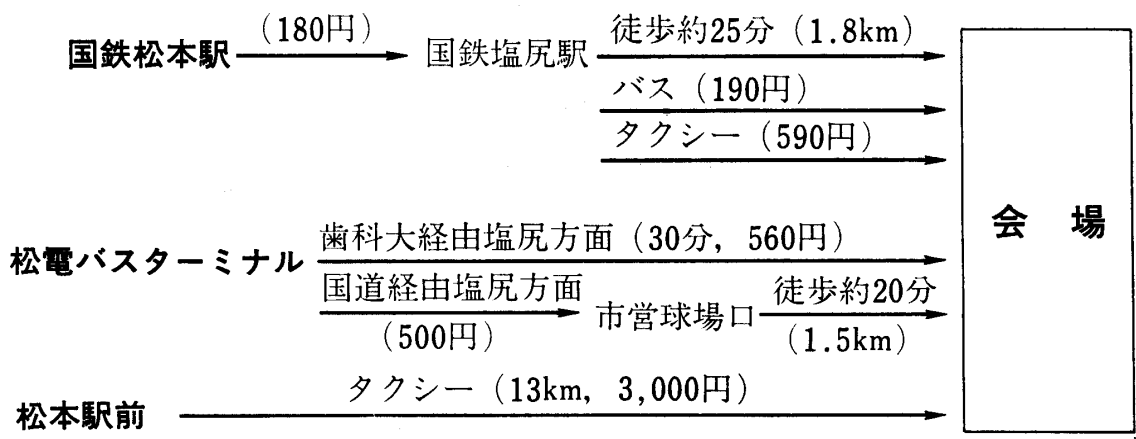 (180円)
国鉄松本駅 国鉄塩尻駅 徒歩約25分 (1.8km)
バス (190円)
タクシー (590円)
会場
松電バスターミナル 歯科大経由塩尻方面 (30分, 560円)
国道経由塩尻方面 市営球場口 徒歩約20分
(500円) (1.5km)
松本駅前 タクシー (13km, 3,000円)